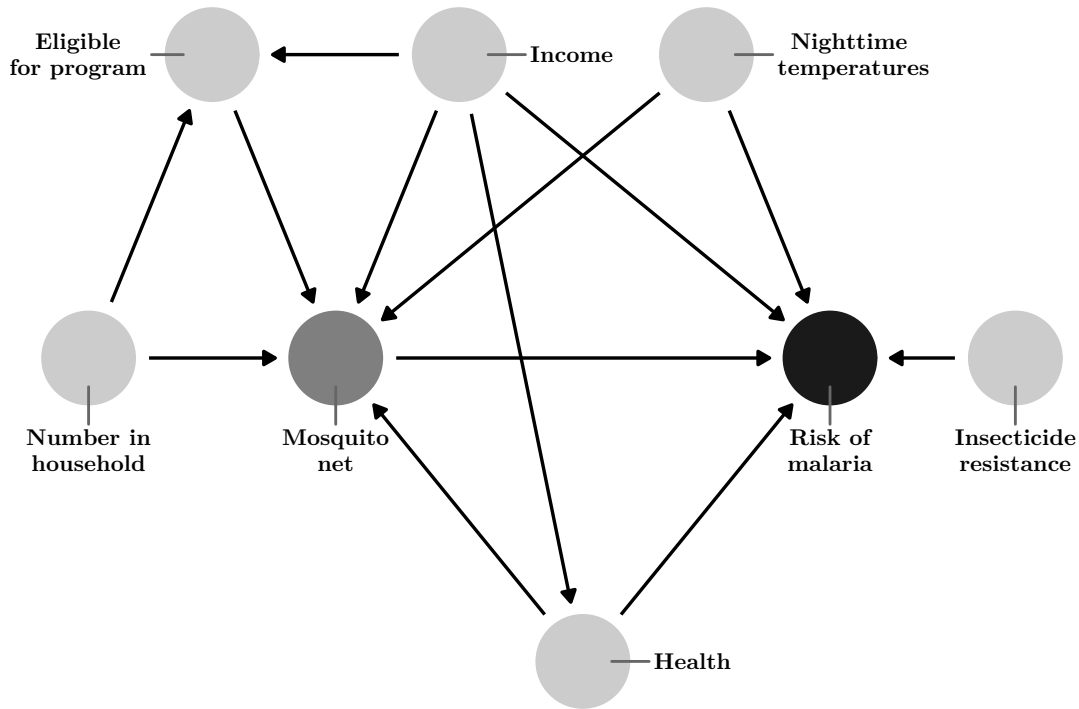 Eligible
for program
Income
Nighttime
temperatures
Number in
household
Mosquito
net
Risk of
malaria
Insecticide
resistance
Health